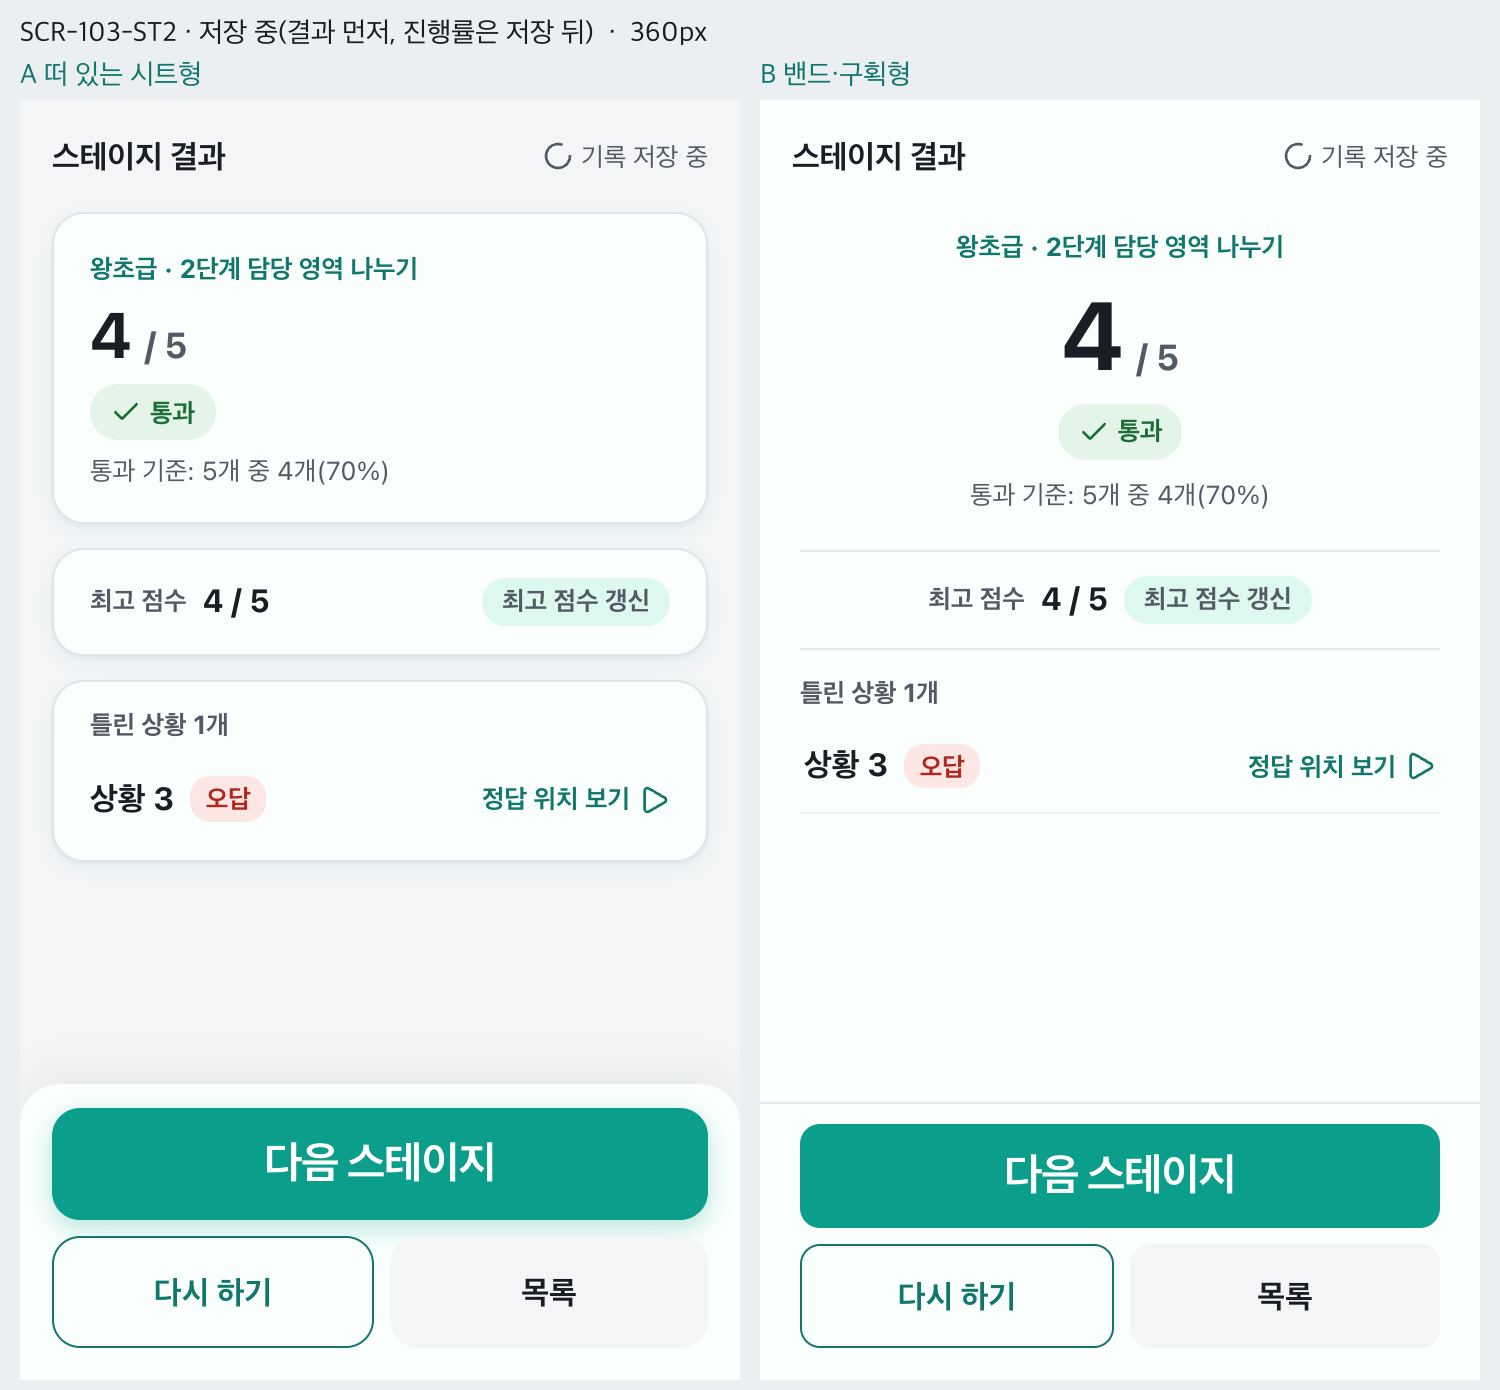 SCR-103-ST2 · 저장 중(결과 먼저, 진행률은 저장 뒤) · 360px
A 떠 있는 시트형
스테이지 결과
기록 저장 중
왕초급 · 2단계 담당 영역 나누기
4 / 5
통과
통과 기준: 5개 중 4개(70%)
최고 점수 4 / 5 최고 점수 갱신
틀린 상황 1개
상황 3 오답 정답 위치 보기
다음 스테이지
다시 하기
목록
B 밴드·구획형
스테이지 결과
기록 저장 중
왕초급 · 2단계 담당 영역 나누기
4 / 5
통과
통과 기준: 5개 중 4개(70%)
최고 점수 4 / 5 최고 점수 갱신
틀린 상황 1개
상황 3 오답 정답 위치 보기
다음 스테이지
다시 하기
목록